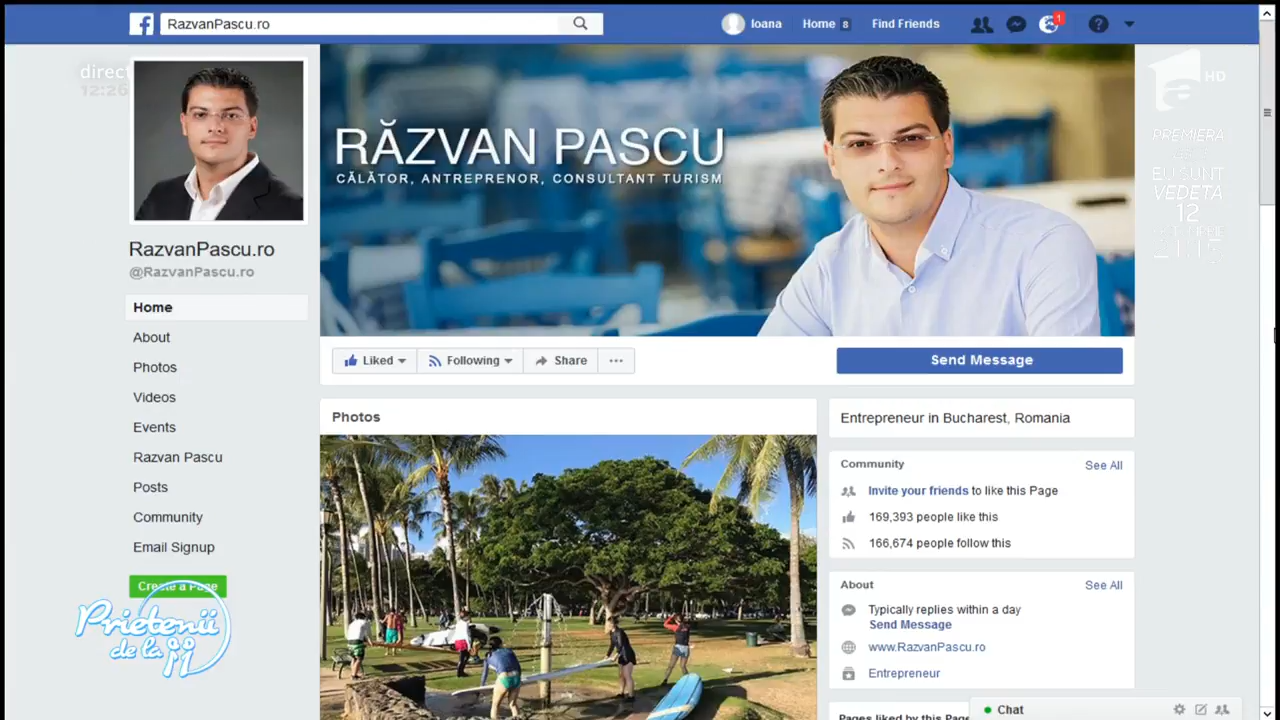 RazvanPascu.ro
Ioana
Home 8
Find Friends
1
direct
12:26
HD
PREMIERA
EU SUNT
VEDETA
12
RĂZVAN PASCU
CĂLĂTOR, ANTREPRENOR, CONSULTANT TURISM
RazvanPascu.ro
@RazvanPascu.ro
Home
About
Photos
Videos
Events
Razvan Pascu
Posts
Community
Email Signup
Create a Page
Prietenii
de la 11
Liked
Following
Share
Send Message
Photos
Entrepreneur in Bucharest, Romania
Community
See All
Invite your friends to like this Page
169,393 people like this
166,674 people follow this
About
See All
Typically replies within a day
Send Message
www.RazvanPascu.ro
Entrepreneur
Pages liked by this Page
Chat